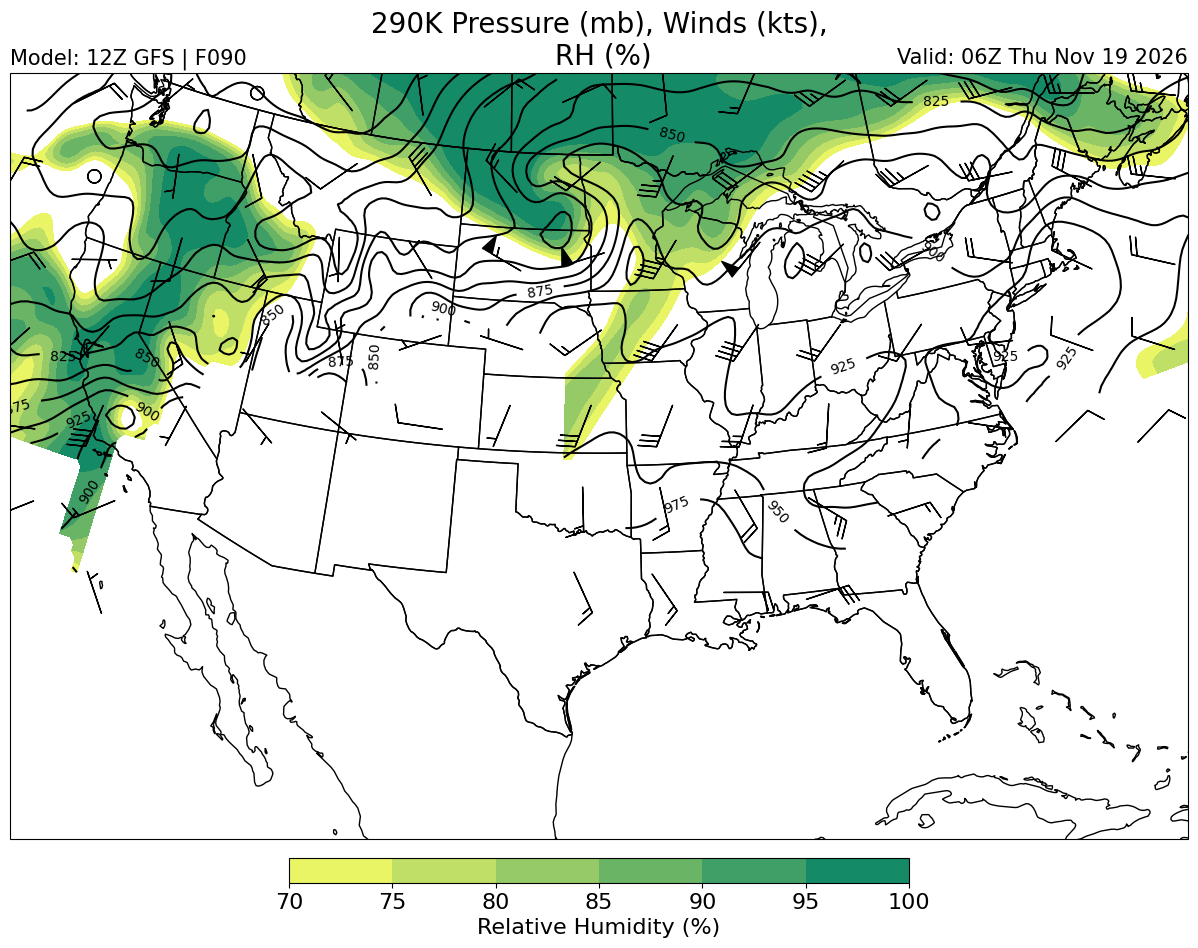 290K Pressure (mb), Winds (kts),
RH (%)
Model: 12Z GFS | F090
Valid: 06Z Thu Nov 19 2026
825
850
875
900
850
825
850
875
850
900
925
900
925
925
925
975
950
70 75 80 85 90 95 100
Relative Humidity (%)